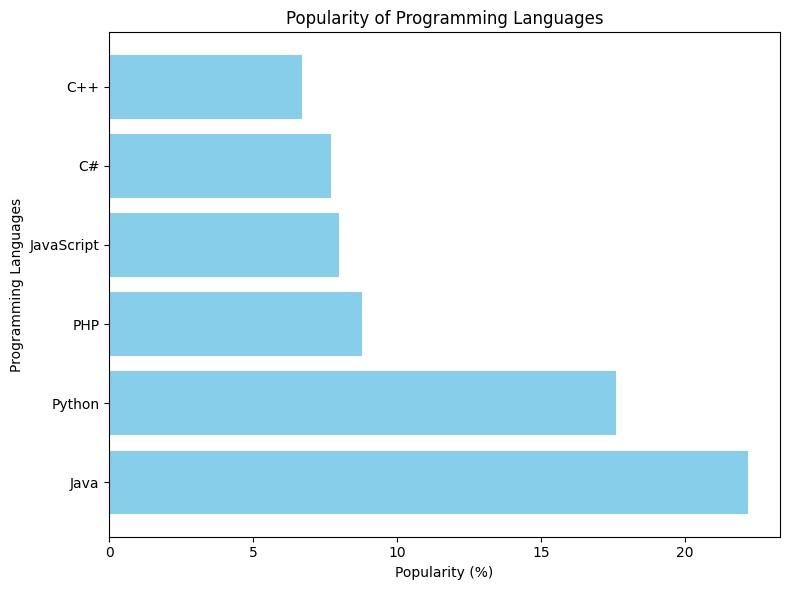 Popularity of Programming Languages
C++
C#
JavaScript
PHP
Python
Java
Programming Languages
0 5 10 15 20
Popularity (%)